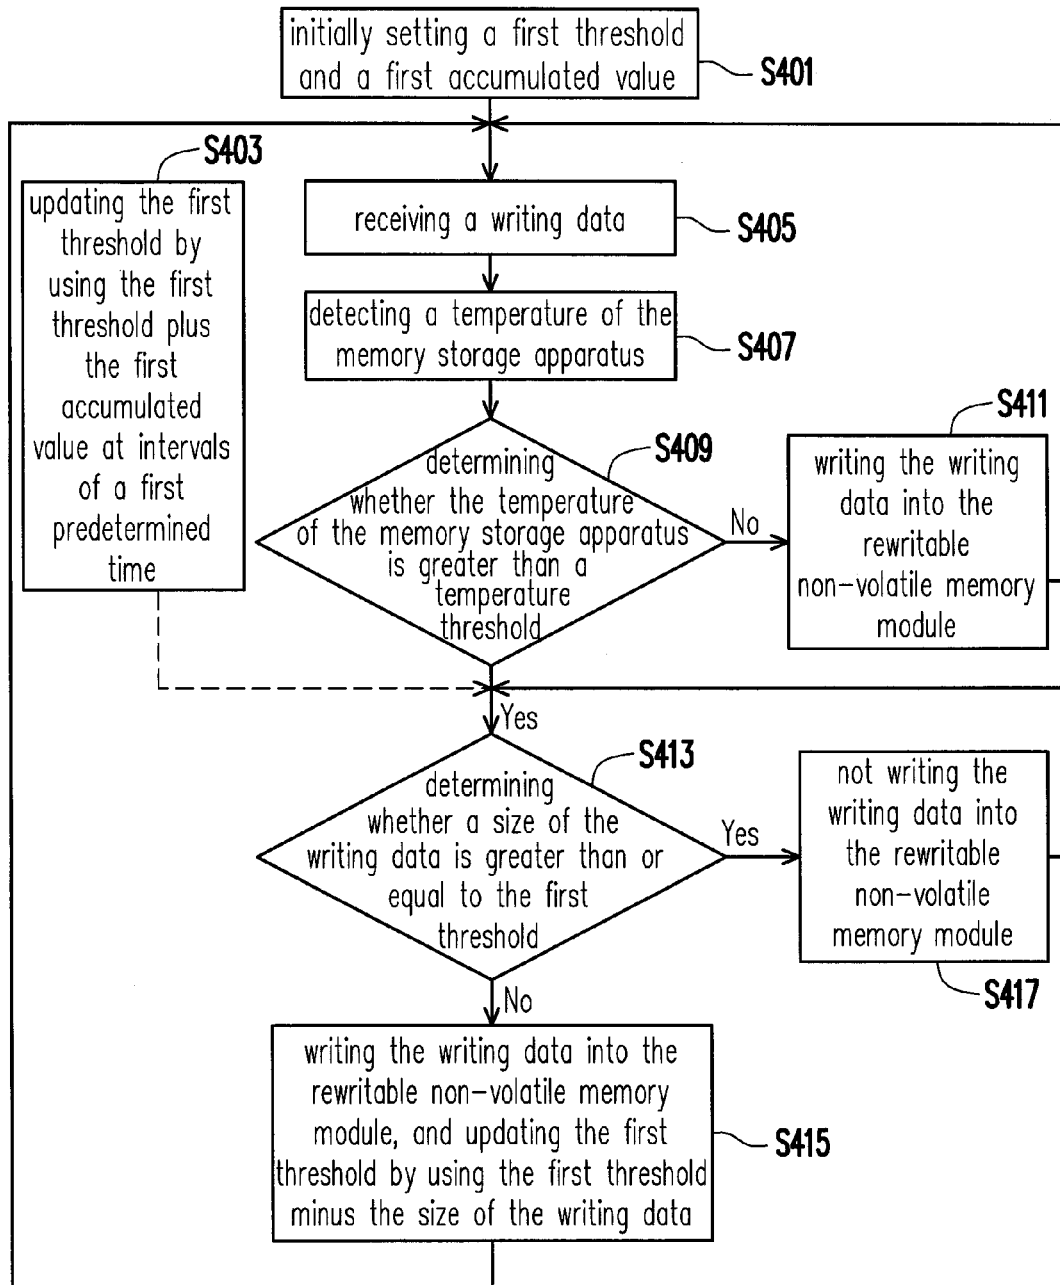 initially setting a first threshold
and a first accumulated value
S401
S403
updating the first
threshold by
using the first
threshold plus
the first
accumulated
value at intervals
of a first
predetermined
time
receiving a writing data
S405
detecting a temperature of the
memory storage apparatus
S407
determining
whether the temperature
of the memory storage apparatus
is greater than a
temperature
threshold
S409
No
S411
writing the writing
data into the
rewritable
non-volatile memory
module
Yes
determining
whether a size of the
writing data is greater than or
equal to the first
threshold
S413
Yes
not writing the
writing data into
the rewritable
non-volatile
memory module
S417
No
writing the writing data into the
rewritable non-volatile memory
module, and updating the first
threshold by using the first threshold
minus the size of the writing data
S415